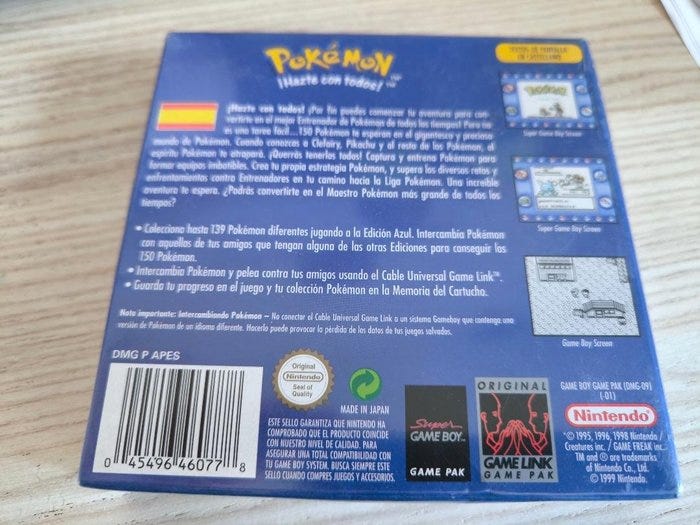 POKéMON
¡Hazte con todos! ™
TEXTOS DE PANTALLA
EN CASTELLANO
¡Hazte con todos! ¡Por fin puedes comenzar tu aventura para con-
vertirte en el mejor Entrenador de Pokémon de todos los tiempos! Pero no
es una tarea fácil...150 Pokémon te esperan en el gigantesco y precioso
mundo de Pokémon. Cuando conozcas a Clefairy, Pikachu y al resto de los Pokémon, el
espíritu Pokémon te atrapará. ¡Querrás tenerlos todos! Captura y entrena Pokémon para
formar equipos imbatibles. Crea tu propia estrategia Pokémon, y supera los diversos retos y
enfrentamientos contra Entrenadores en tu camino hacia la Liga Pokémon. Una increíble
aventura te espera. ¿Podrás convertirte en el Maestro Pokémon más grande de todos los
tiempos?
• Colecciona hasta 139 Pokémon diferentes jugando a la Edición Azul. Intercambia Pokémon
con aquellos de tus amigos que tengan alguna de las otras Ediciones para conseguir los
150 Pokémon.
• Intercambia Pokémon y pelea contra tus amigos usando el Cable Universal Game Link™.
• Guarda tu progreso en el juego y tu colección Pokémon en la Memoria del Cartucho.
Nota importante: Intercambiando Pokémon – No conectar el Cable Universal Game Link a un sistema Gameboy que contenga una
versión de Pokémon de un idioma diferente. Hacerlo puede provocar la pérdida de los datos de tus juegos salvados.
Super Game Boy Screen
Super Game Boy Screen
Game Boy Screen
DMG P APES
0 45496 46077 8
Original
Nintendo
Seal of
Quality
MADE IN JAPAN
ESTE SELLO GARANTIZA QUE NINTENDO HA
COMPROBADO QUE EL PRODUCTO COINCIDE
CON NUESTRO NIVEL DE CALIDAD. PARA
ASEGURAR UNA TOTAL COMPATIBILIDAD CON
TU GAME BOY SYSTEM. BUSCA SIEMPRE ESTE
SELLO CUANDO COMPRES JUEGOS Y ACCESORIOS.
Super
GAME BOY™
GAME PAK
ORIGINAL
GAME LINK
GAME PAK
GAME BOY GAME PAK (DMG-09)
(-01)
Nintendo
©1995, 1996, 1998 Nintendo /
Creatures inc. / GAME FREAK inc.
TM and ® are trademarks
of Nintendo Co., Ltd.
© 1999 Nintendo.